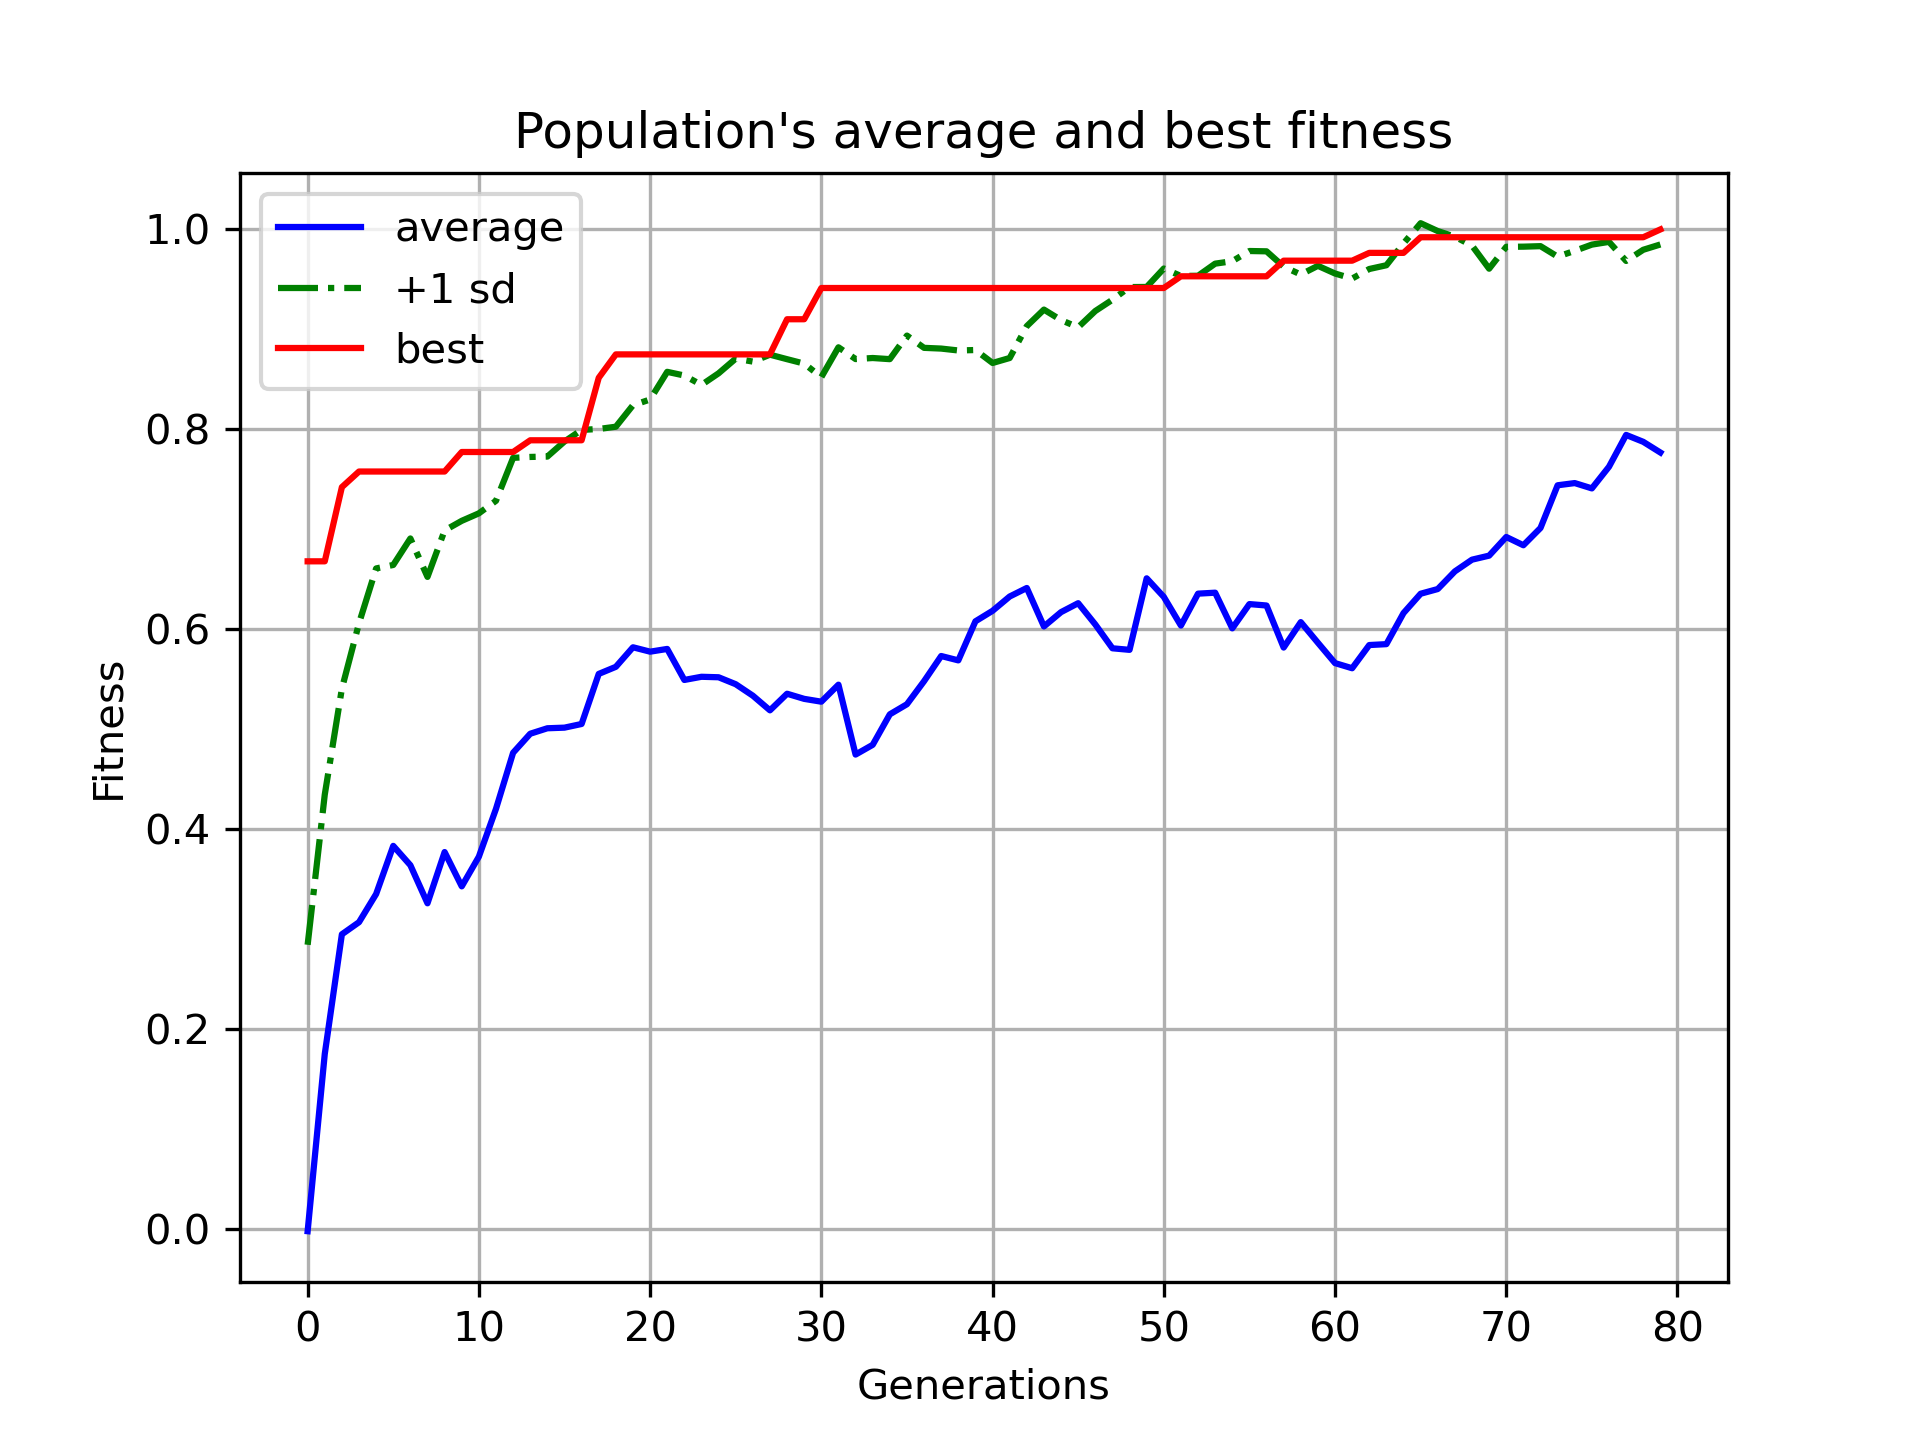 Population's average and best fitness
average
+1 sd
best
1.0
0.8
0.6
0.4
0.2
0.0
Fitness
0 10 20 30 40 50 60 70 80
Generations